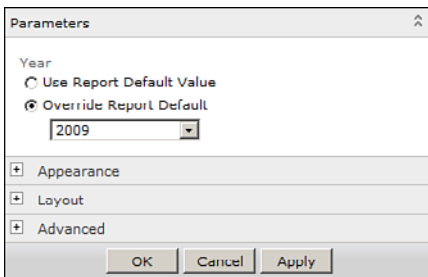 Parameters
Year
Use Report Default Value
Override Report Default
2009
Appearance
Layout
Advanced
OK Cancel Apply